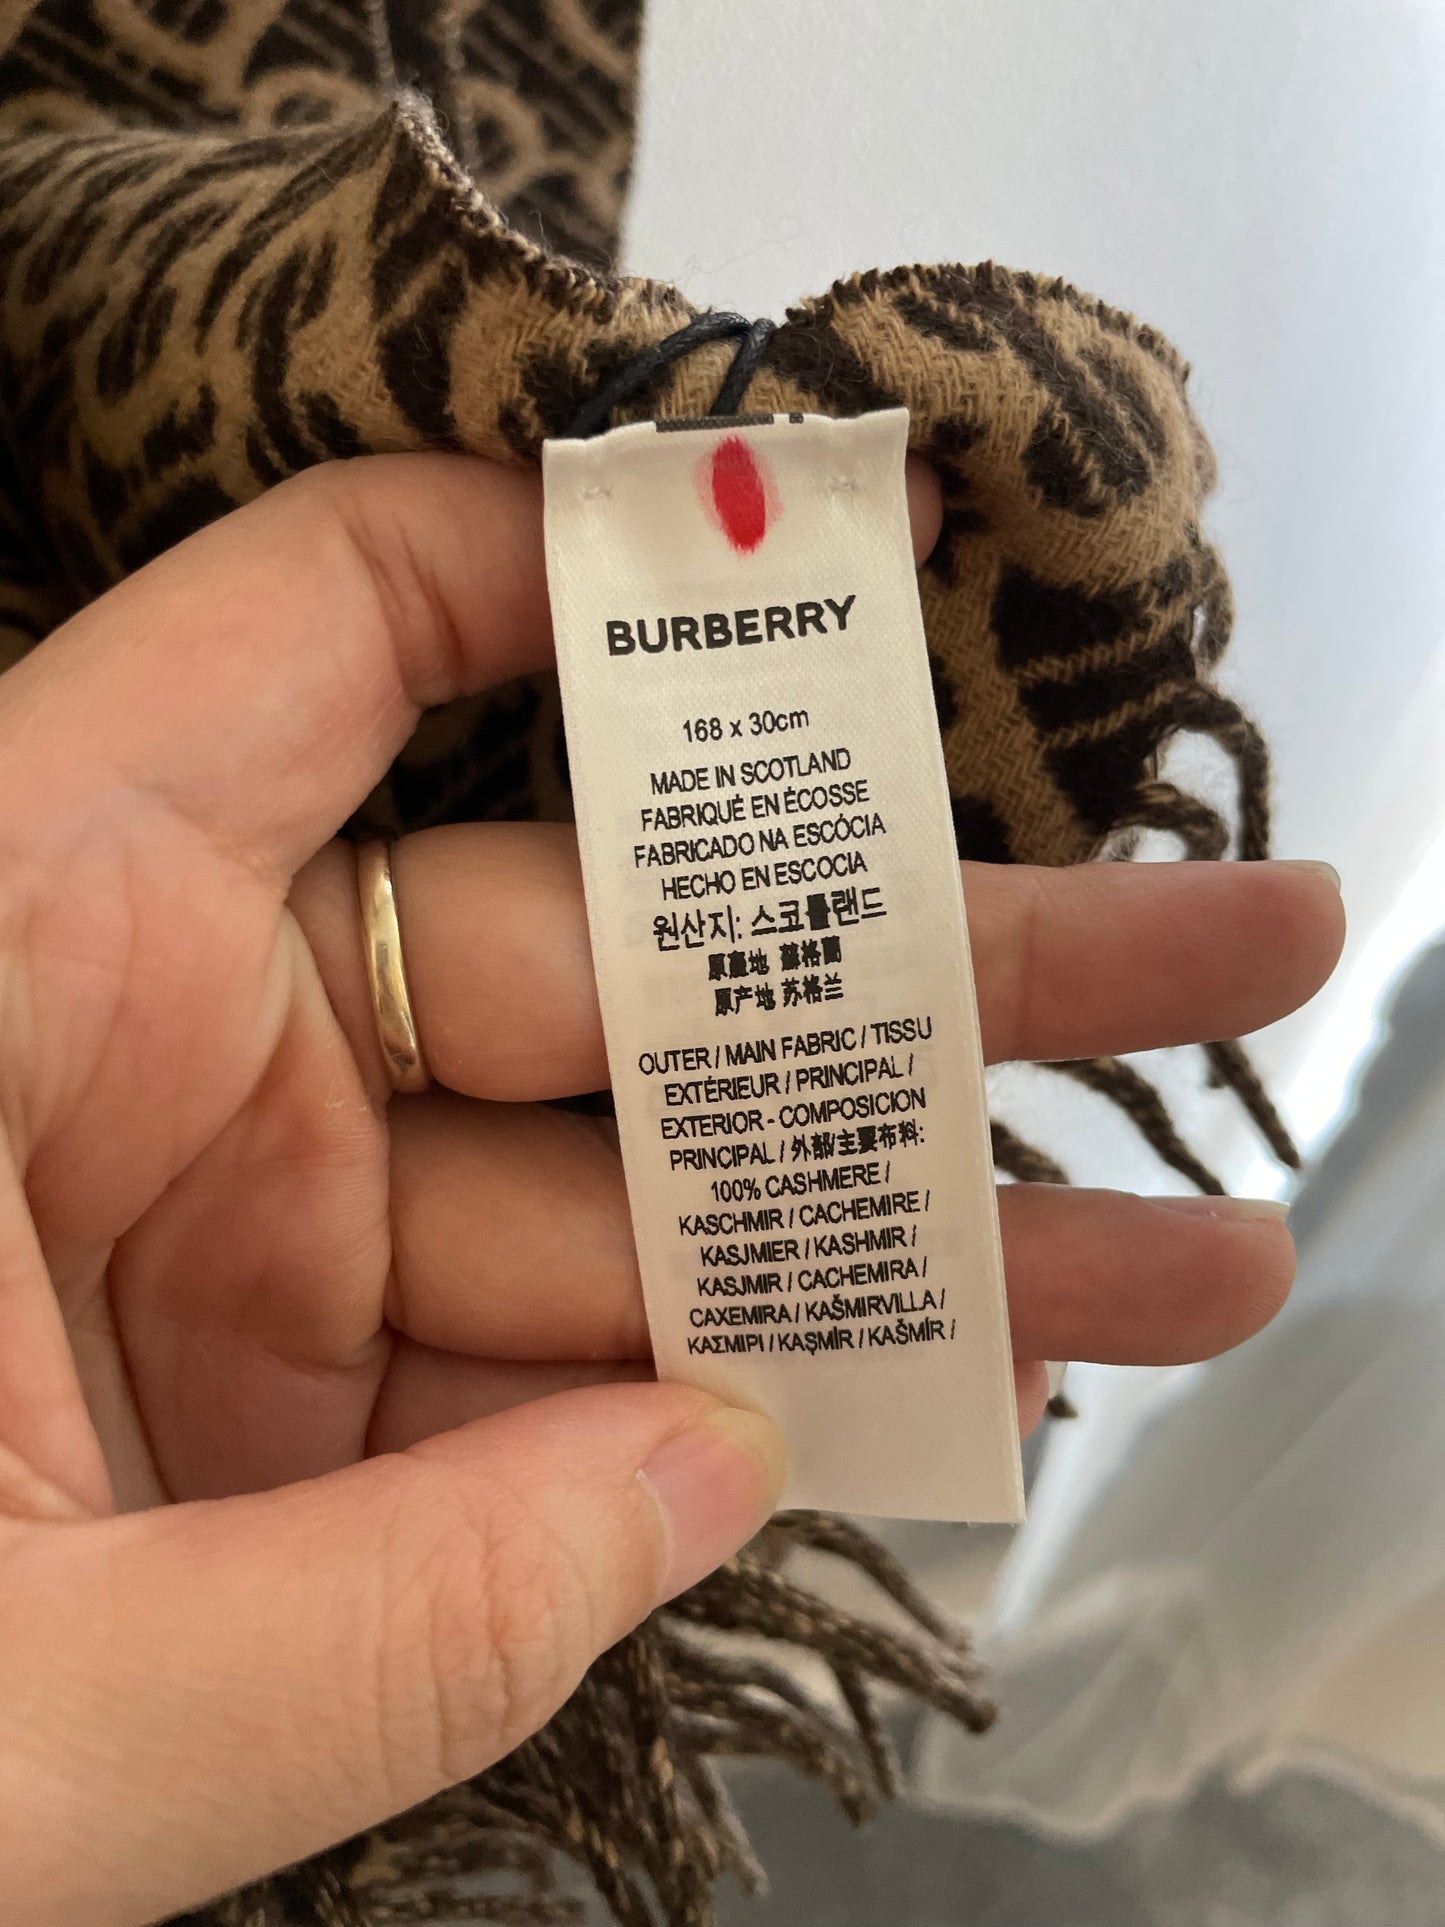 BURBERRY
168 x 30cm
MADE IN SCOTLAND
FABRIQUÉ EN ÉCOSSE
FABRICADO NA ESCÓCIA
HECHO EN ESCOCIA
원산지: 스코틀랜드
原產地 蘇格蘭
原产地 苏格兰
OUTER / MAIN FABRIC / TISSU
EXTÉRIEUR / PRINCIPAL /
EXTERIOR - COMPOSICION
PRINCIPAL / 外部/主要布料:
100% CASHMERE /
KASCHMIR / CACHEMIRE /
KASJMIER / KASHMIR /
KASJMIR / CACHEMIRA /
CAXEMIRA / KAŠMIRVILLA /
ΚΑΣΜΙΡΙ / KAŞMİR / KAŠMÍR /